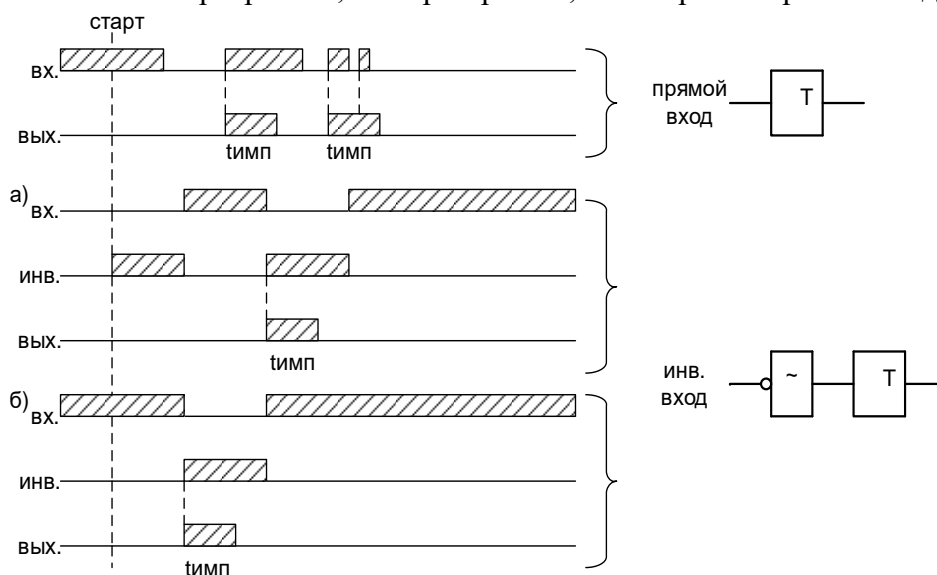 старт
вх.
вых.
tимп
tимп
прямой
вход
T
а)
вх.
инв.
вых.
tимп
инв.
вход
~
T
б)
вх.
инв.
вых.
tимп